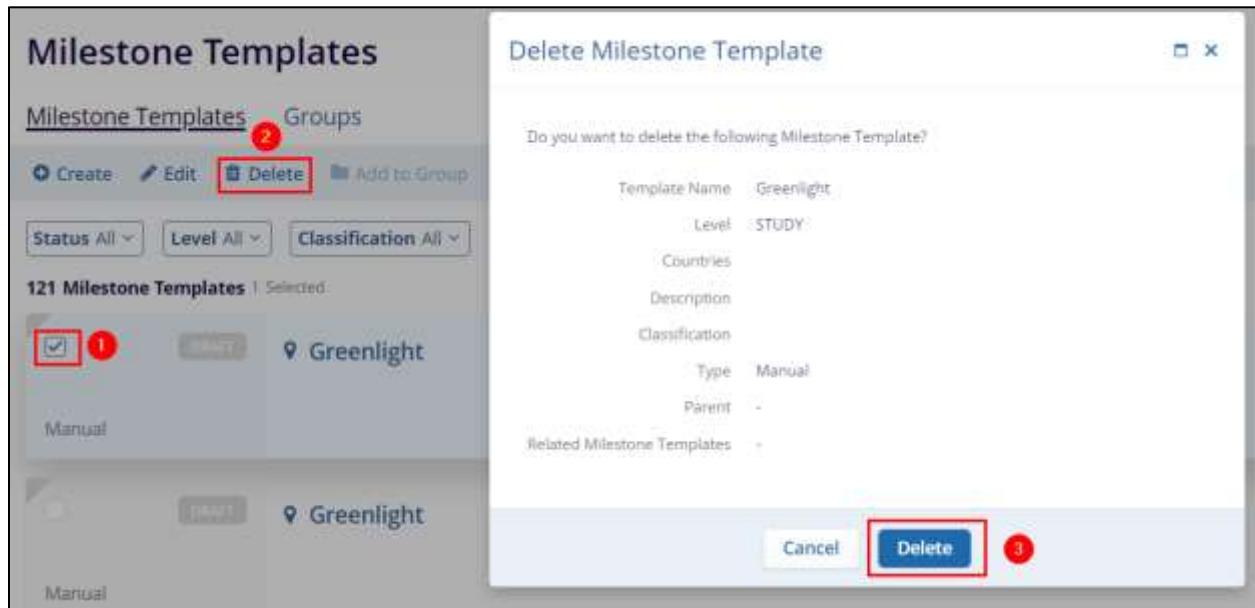 Milestone Templates
Milestone Templates Groups
2
Create Edit Delete Add to Group
Status All Level All Classification All
121 Milestone Templates 1 Selected
1
DRAFT
Greenlight
Manual
DRAFT
Greenlight
Manual
Delete Milestone Template
Do you want to delete the following Milestone Template?
Template Name Greenlight
Level STUDY
Countries
Description
Classification
Type Manual
Parent -
Related Milestone Templates -
Cancel Delete
3